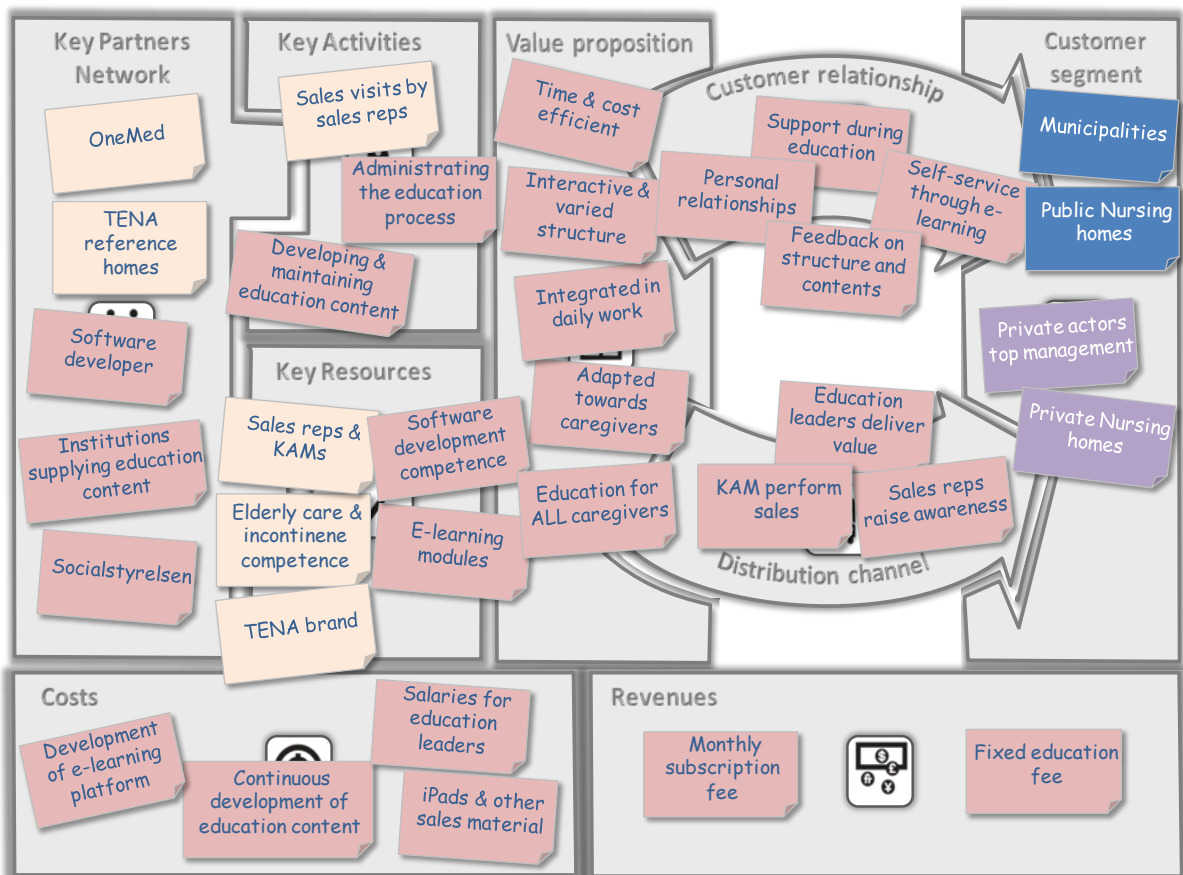 Key Partners
Network
OneMed
TENA
reference
homes
Software
developer
Institutions
supplying education
content
Socialstyrelsen
Key Activities
Sales visits by
sales reps
Administrating
the education
process
Developing &
maintaining
education content
Key Resources
Sales reps &
KAMs
Software
development
competence
Elderly care &
incontinene
competence
E-learning
modules
TENA brand
Value proposition
Time & cost
efficient
Interactive &
varied
structure
Integrated in
daily work
Adapted
towards
caregivers
Education for
ALL caregivers
Customer relationship
Support during
education
Personal
relationships
Self-service
through e-
learning
Feedback on
structure and
contents
Education
leaders deliver
value
KAM perform
sales
Sales reps
raise awareness
Distribution channel
Customer
segment
Municipalities
Public Nursing
homes
Private actors
top management
Private Nursing
homes
Costs
Development
of e-learning
platform
Continuous
development of
education content
Salaries for
education
leaders
iPads & other
sales material
Revenues
Monthly
subscription
fee
Fixed education
fee